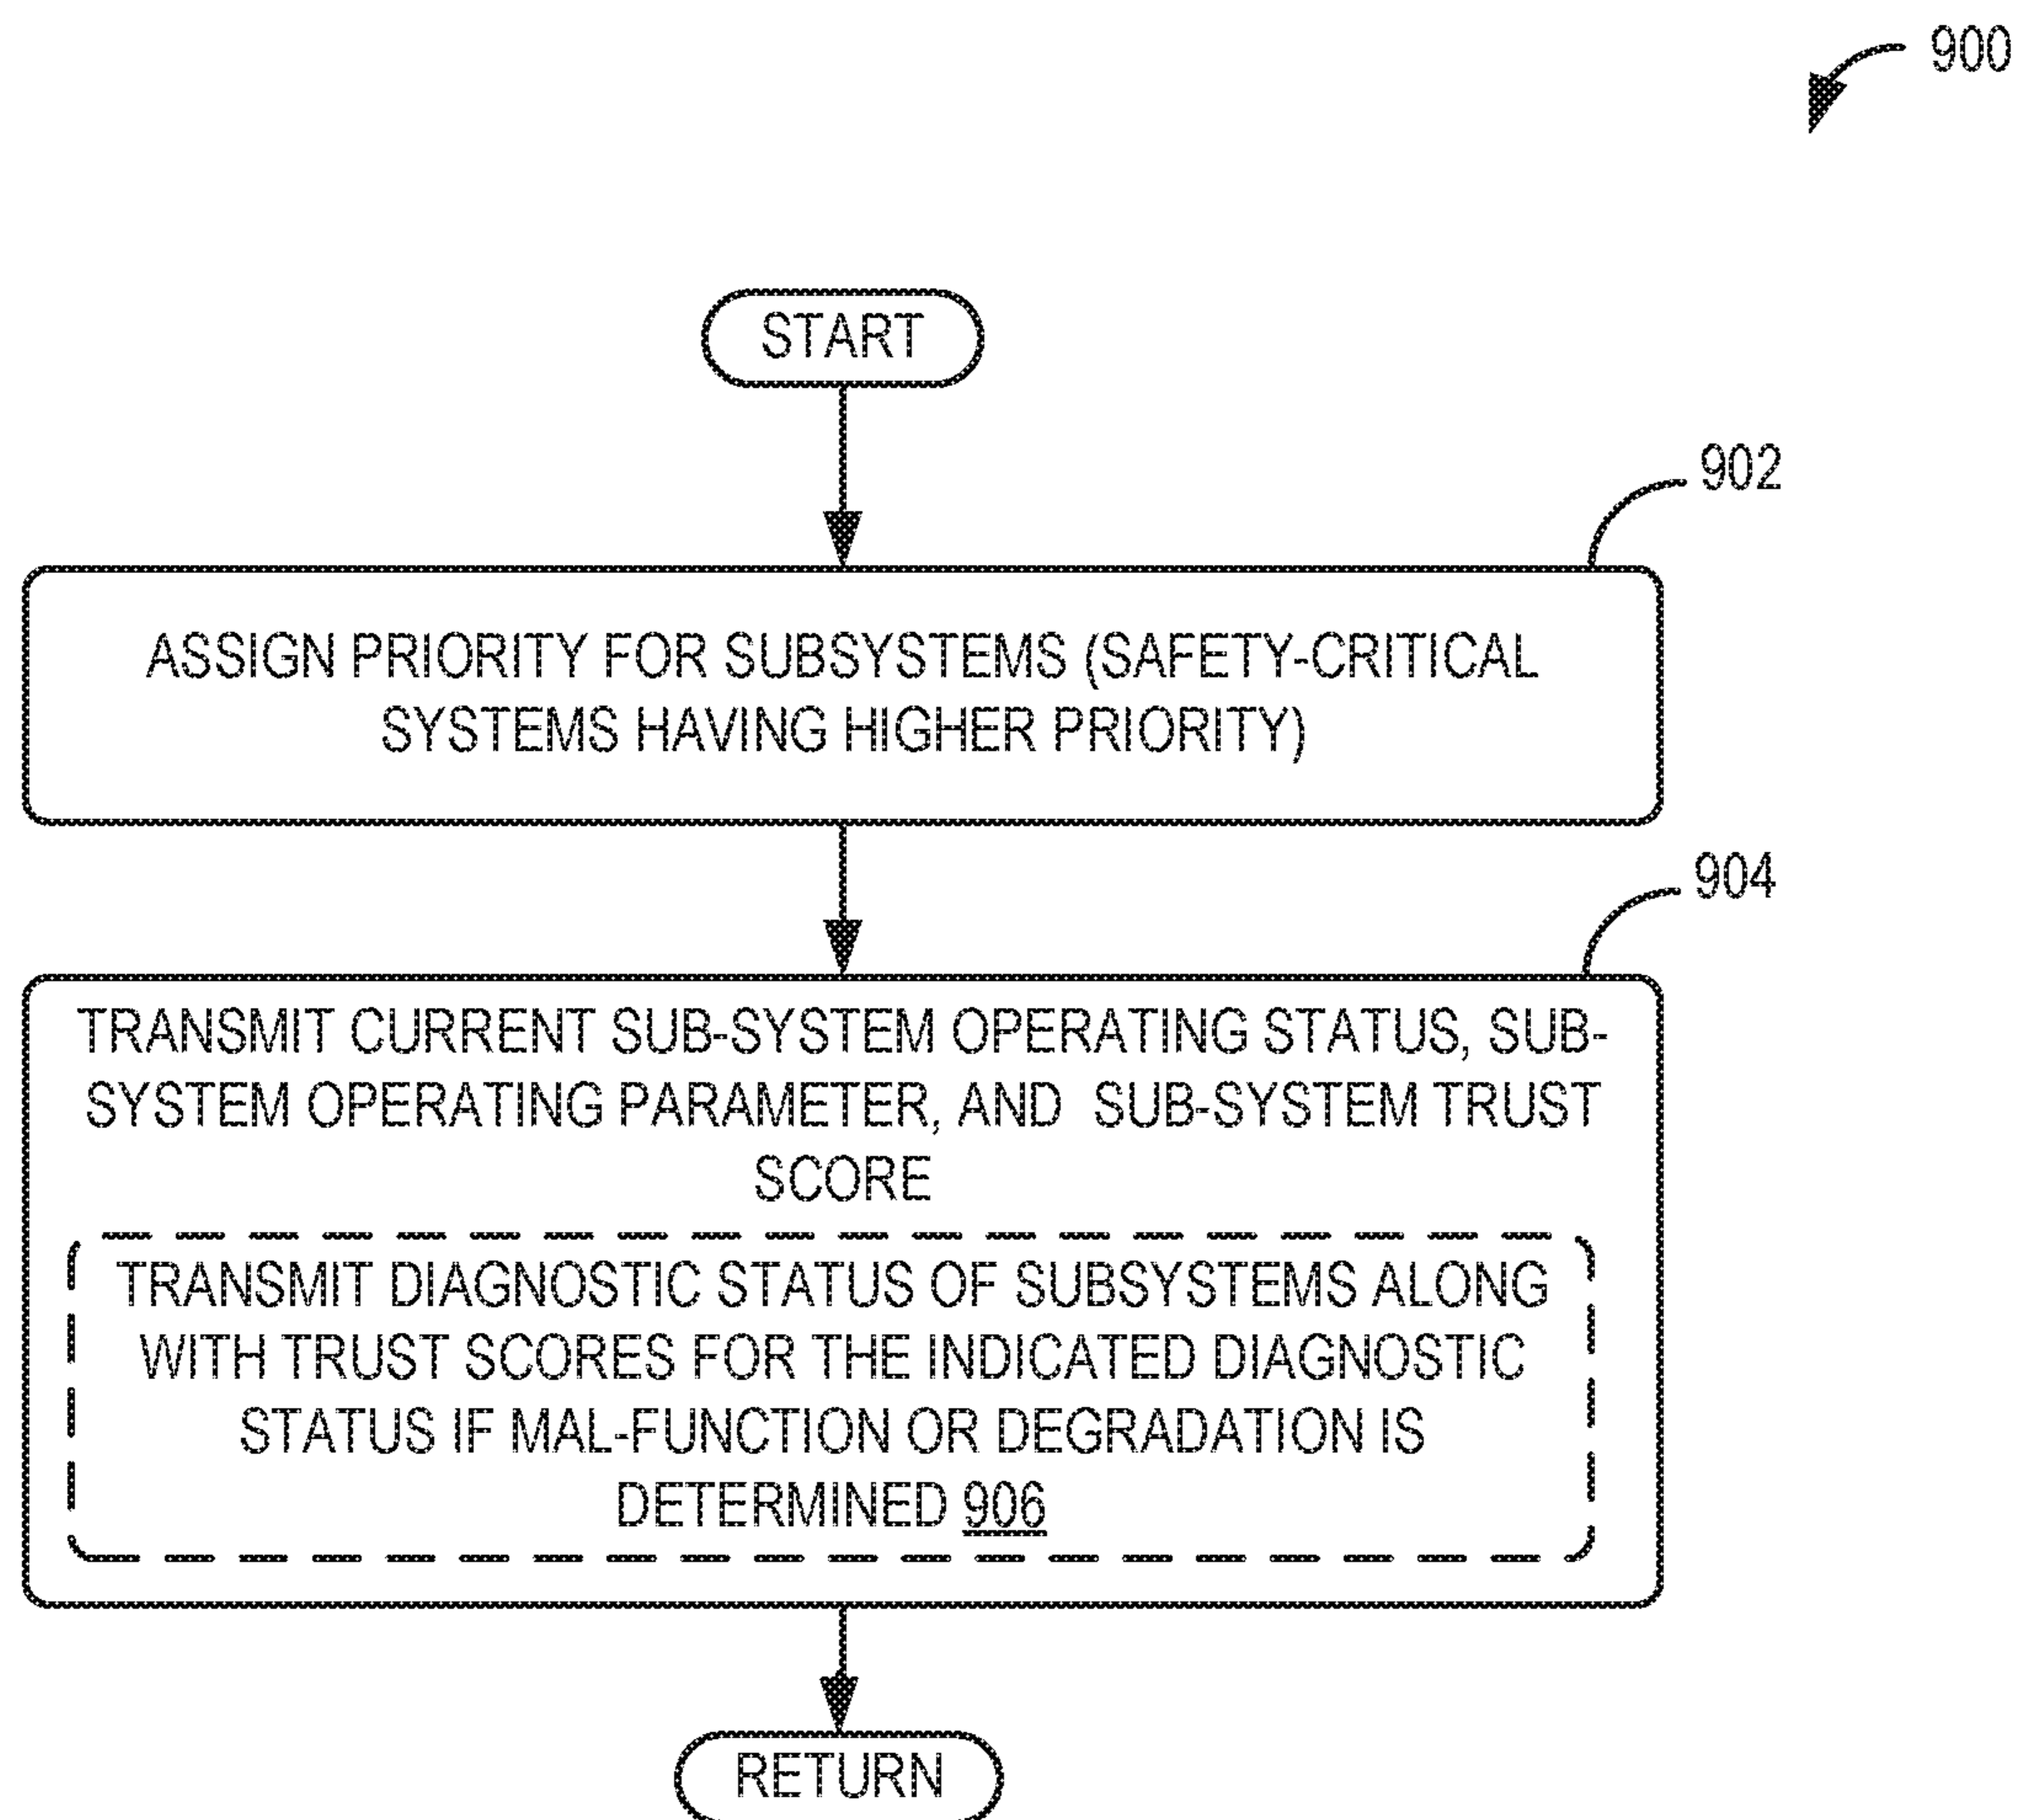 900
START
902
ASSIGN PRIORITY FOR SUBSYSTEMS (SAFETY-CRITICAL
SYSTEMS HAVING HIGHER PRIORITY)
904
TRANSMIT CURRENT SUB-SYSTEM OPERATING STATUS, SUB-
SYSTEM OPERATING PARAMETER, AND SUB-SYSTEM TRUST
SCORE
TRANSMIT DIAGNOSTIC STATUS OF SUBSYSTEMS ALONG
WITH TRUST SCORES FOR THE INDICATED DIAGNOSTIC
STATUS IF MAL-FUNCTION OR DEGRADATION IS
DETERMINED 906
RETURN